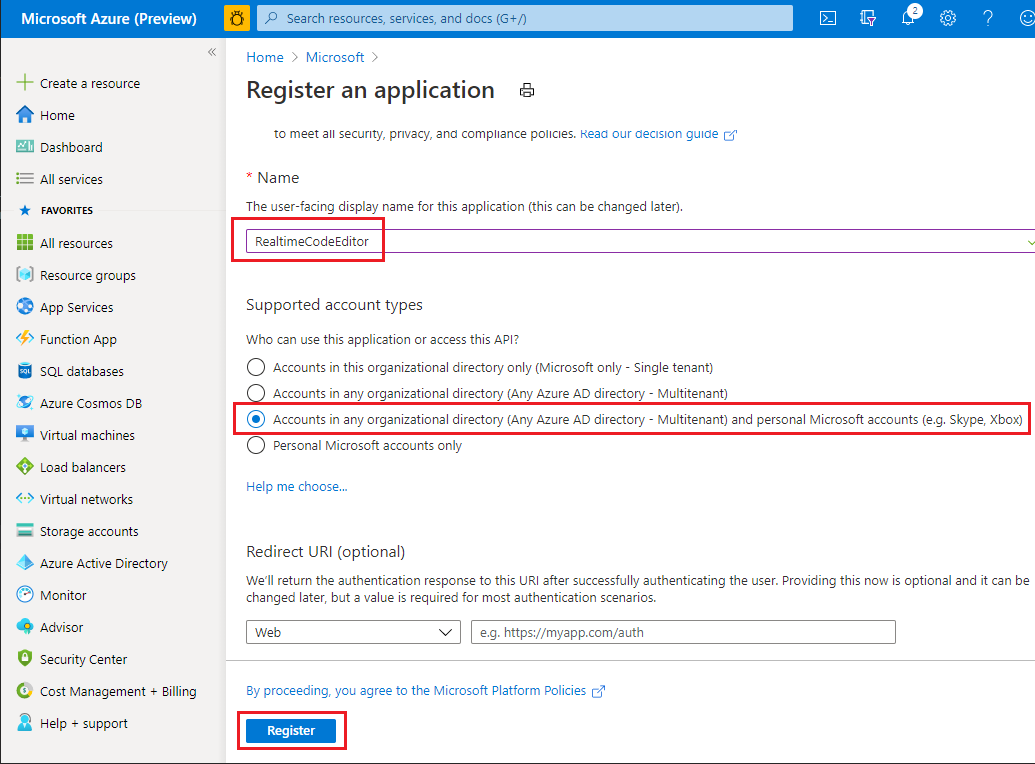 Microsoft Azure (Preview)
Search resources, services, and docs (G+/)
2
«
Create a resource
Home
Dashboard
All services
FAVORITES
All resources
Resource groups
App Services
Function App
SQL databases
Azure Cosmos DB
Virtual machines
Load balancers
Virtual networks
Storage accounts
Azure Active Directory
Monitor
Advisor
Security Center
Cost Management + Billing
Help + support
Home > Microsoft >
Register an application
to meet all security, privacy, and compliance policies. Read our decision guide
* Name
The user-facing display name for this application (this can be changed later).
RealtimeCodeEditor
Supported account types
Who can use this application or access this API?
Accounts in this organizational directory only (Microsoft only - Single tenant)
Accounts in any organizational directory (Any Azure AD directory - Multitenant)
Accounts in any organizational directory (Any Azure AD directory - Multitenant) and personal Microsoft accounts (e.g. Skype, Xbox)
Personal Microsoft accounts only
Help me choose...
Redirect URI (optional)
We'll return the authentication response to this URI after successfully authenticating the user. Providing this now is optional and it can be
changed later, but a value is required for most authentication scenarios.
Web
e.g. https://myapp.com/auth
By proceeding, you agree to the Microsoft Platform Policies
Register